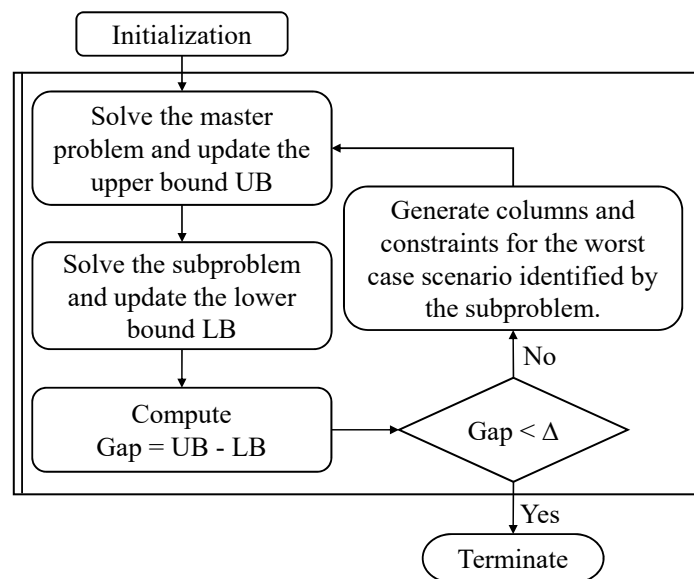 Initialization
Solve the master
problem and update the
upper bound UB
Solve the subproblem
and update the lower
bound LB
Compute
Gap = UB - LB
Gap < Δ
No
Generate columns and
constraints for the worst
case scenario identified by
the subproblem.
Yes
Terminate